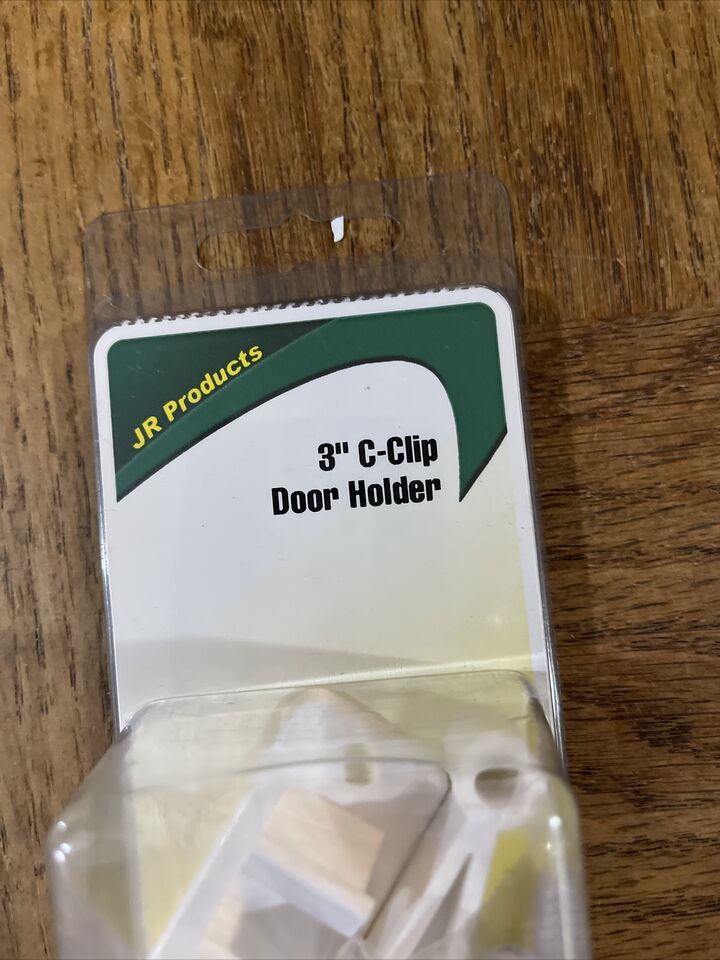 JR Products
3" C-Clip
Door Holder